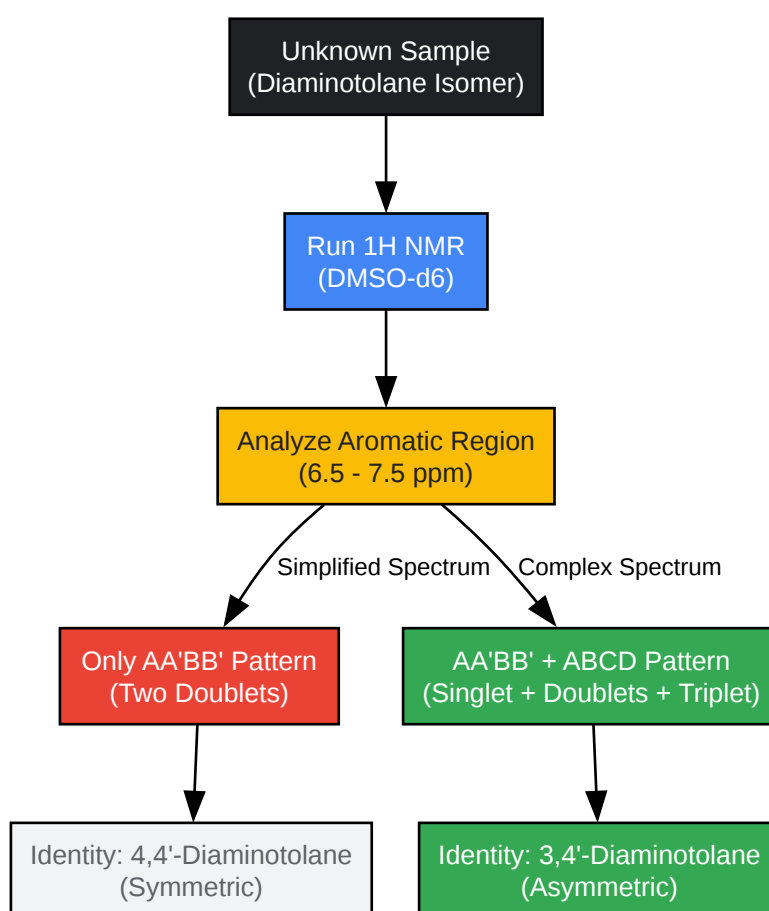 Unknown Sample
(Diaminotolane Isomer)
Run 1H NMR
(DMSO-d6)
Analyze Aromatic Region
(6.5 - 7.5 ppm)
Simplified Spectrum
Complex Spectrum
Only AA'BB' Pattern
(Two Doublets)
AA'BB' + ABCD Pattern
(Singlet + Doublets + Triplet)
Identity: 4,4'-Diaminotolane
(Symmetric)
Identity: 3,4'-Diaminotolane
(Asymmetric)